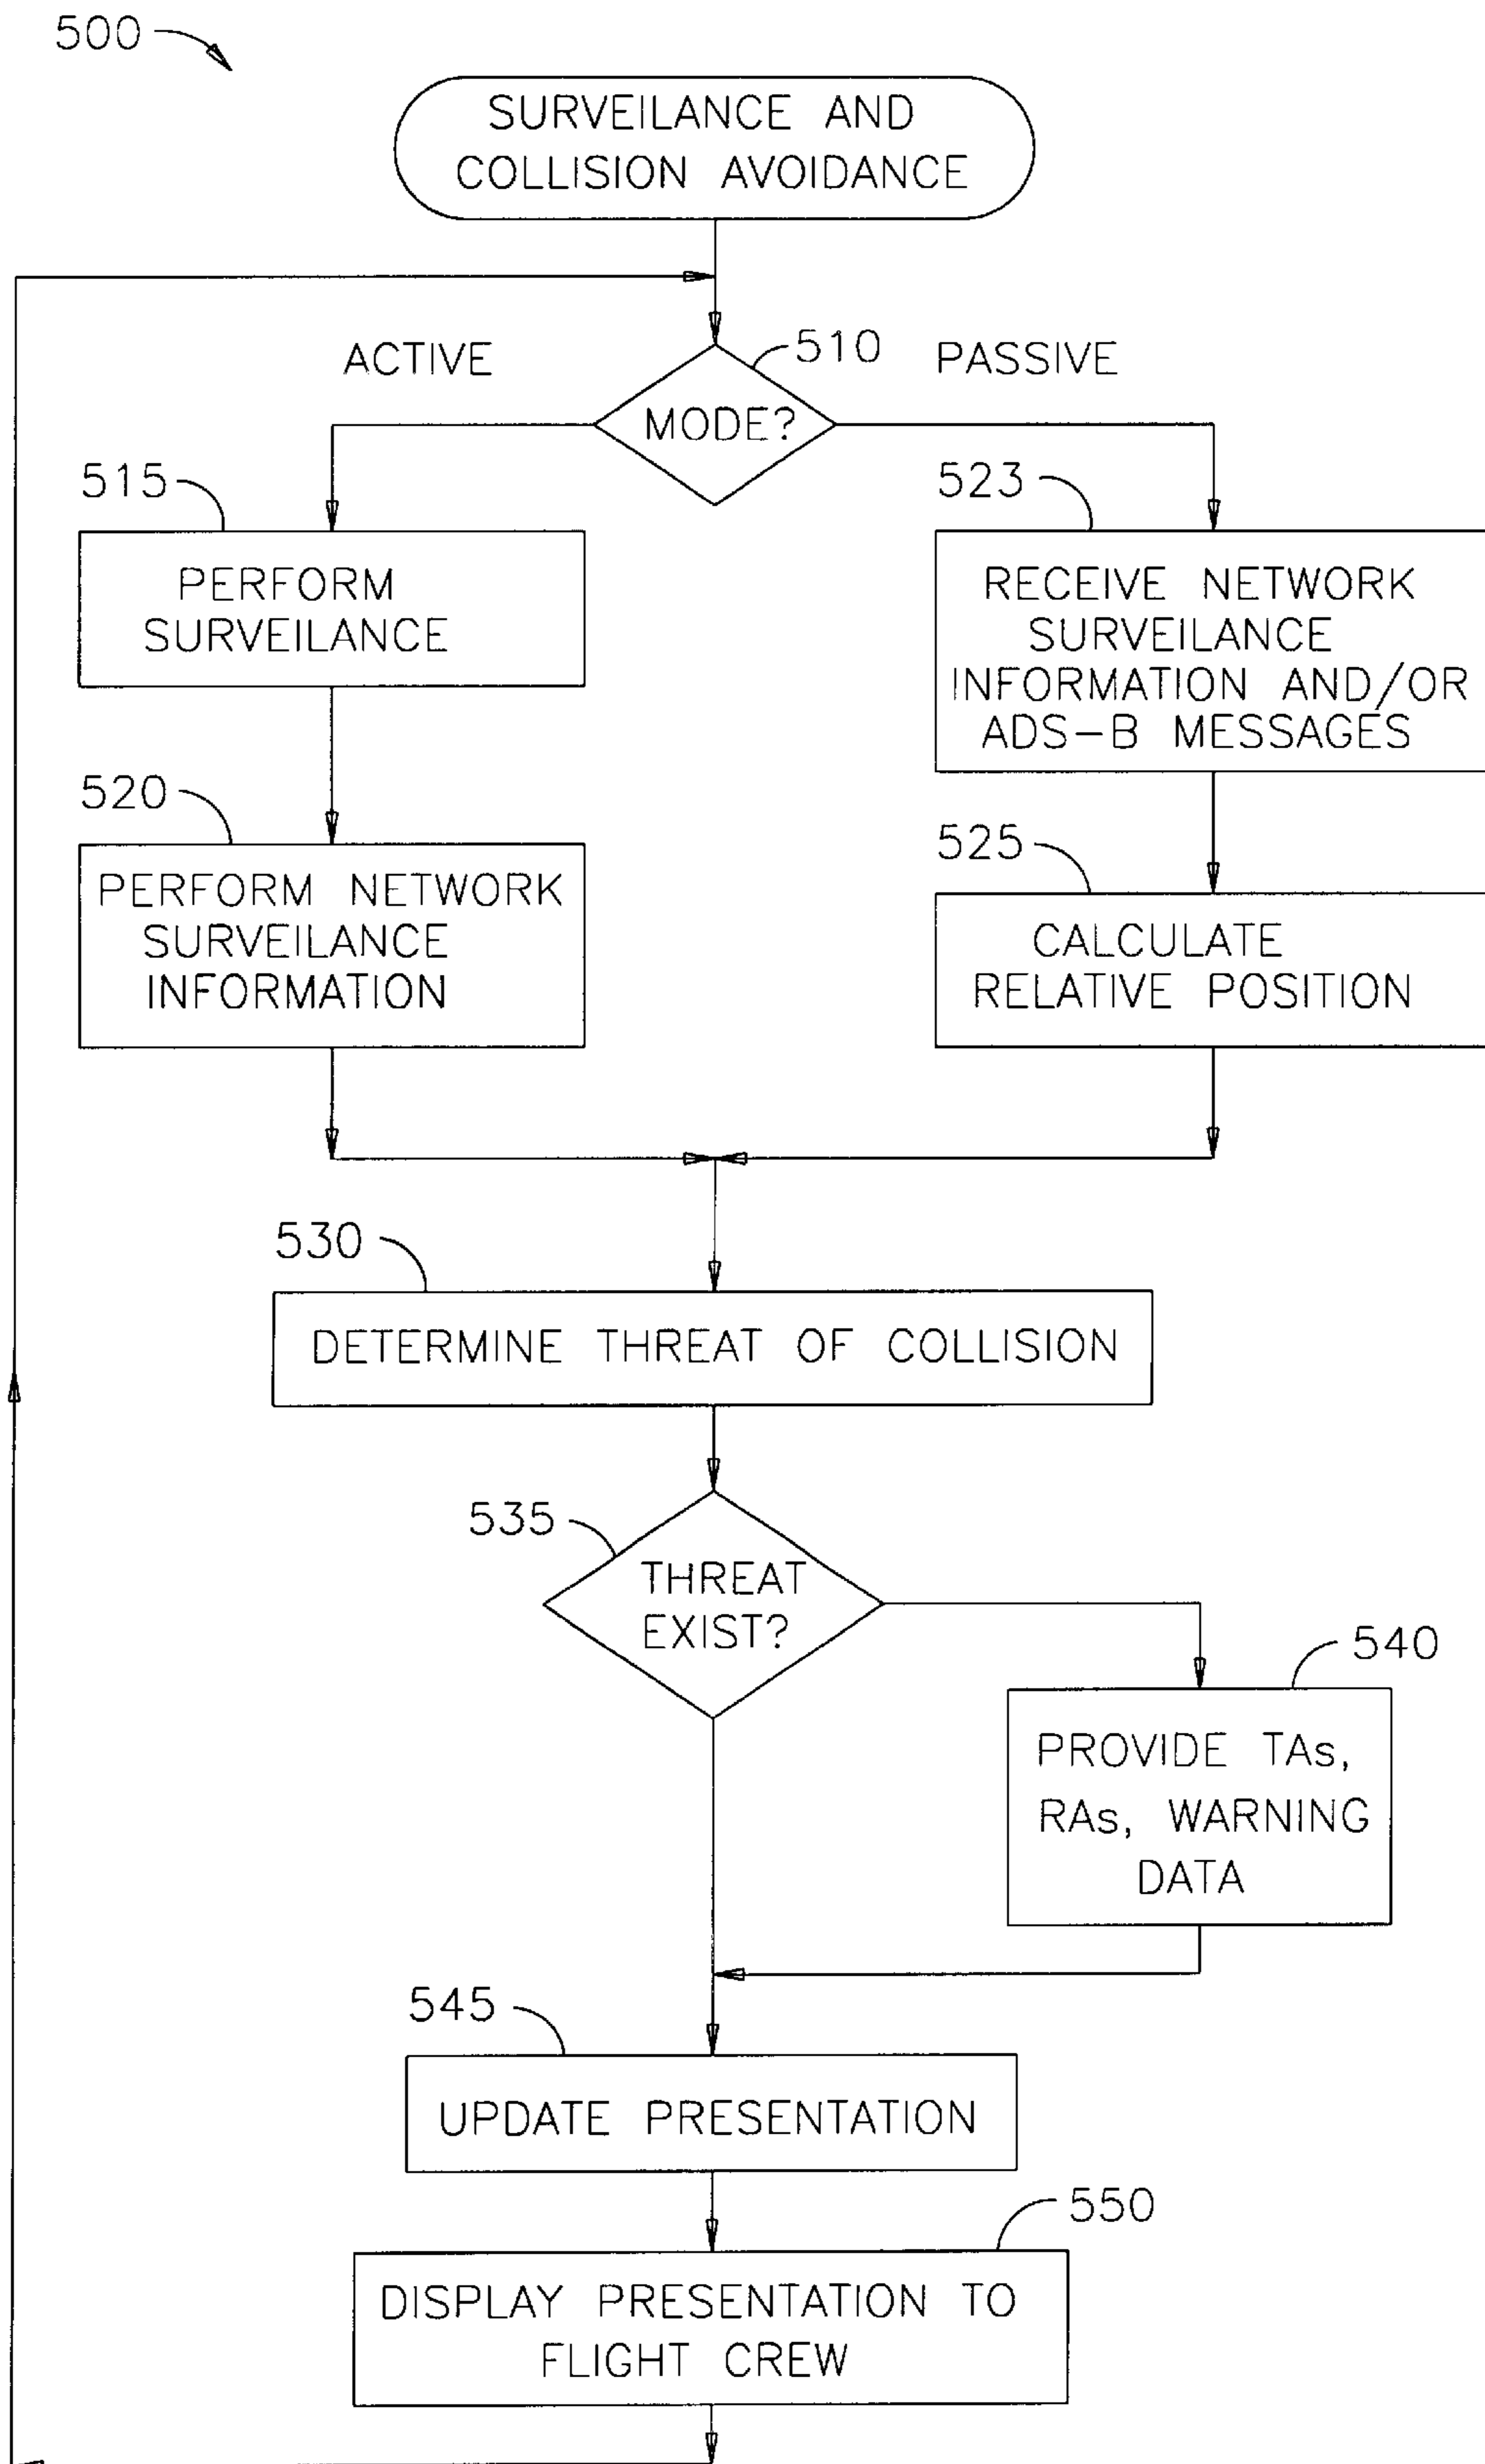 500
SURVEILANCE AND
COLLISION AVOIDANCE
ACTIVE
510
PASSIVE
MODE?
515
523
PERFORM
SURVEILANCE
RECEIVE NETWORK
SURVEILANCE
INFORMATION AND/OR
ADS-B MESSAGES
520
525
PERFORM NETWORK
SURVEILANCE
INFORMATION
CALCULATE
RELATIVE POSITION
530
DETERMINE THREAT OF COLLISION
535
THREAT
EXIST?
540
PROVIDE TAs,
RAs, WARNING
DATA
545
UPDATE PRESENTATION
550
DISPLAY PRESENTATION TO
FLIGHT CREW